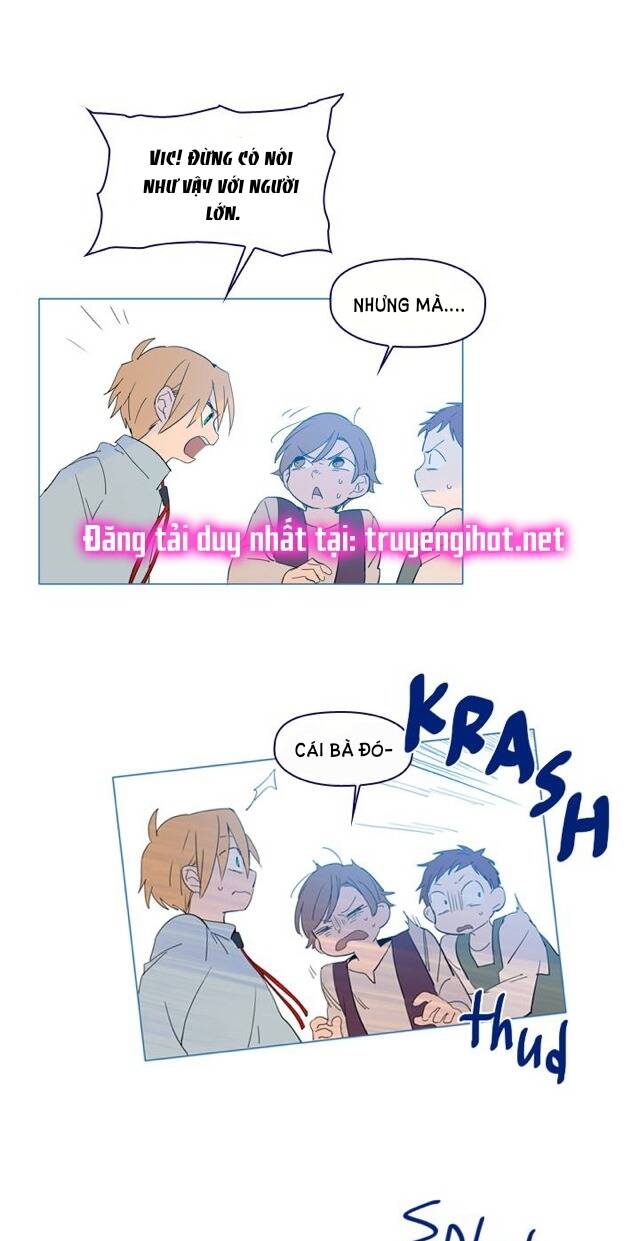 Vic! Đừng có nói
như vậy với người
lớn.
Nhưng mà....
Đăng tải duy nhất tại: truyengihot.net
Cái bà đó-
KRASH
thud